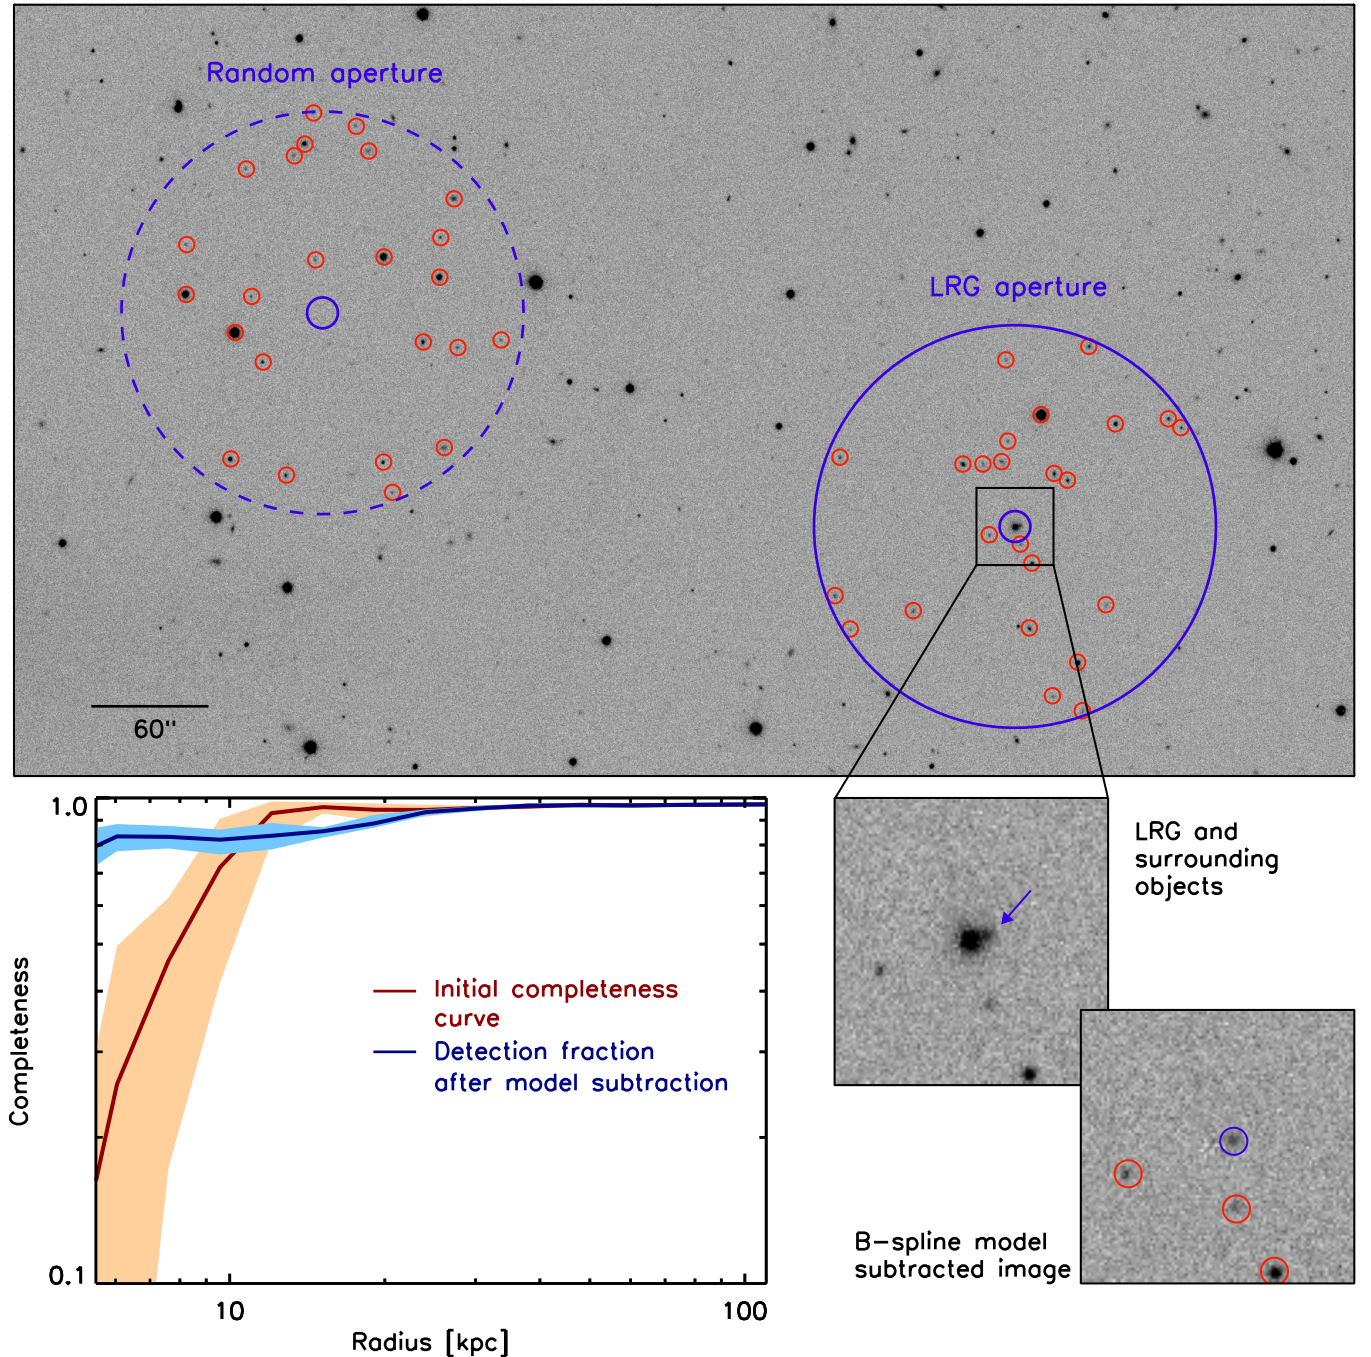 Random aperture
LRG aperture
60"
1.0
0.1
Completeness
10
100
Radius [kpc]
Initial completeness
curve
Detection fraction
after model subtraction
LRG and
surrounding
objects
B-spline model
subtracted image